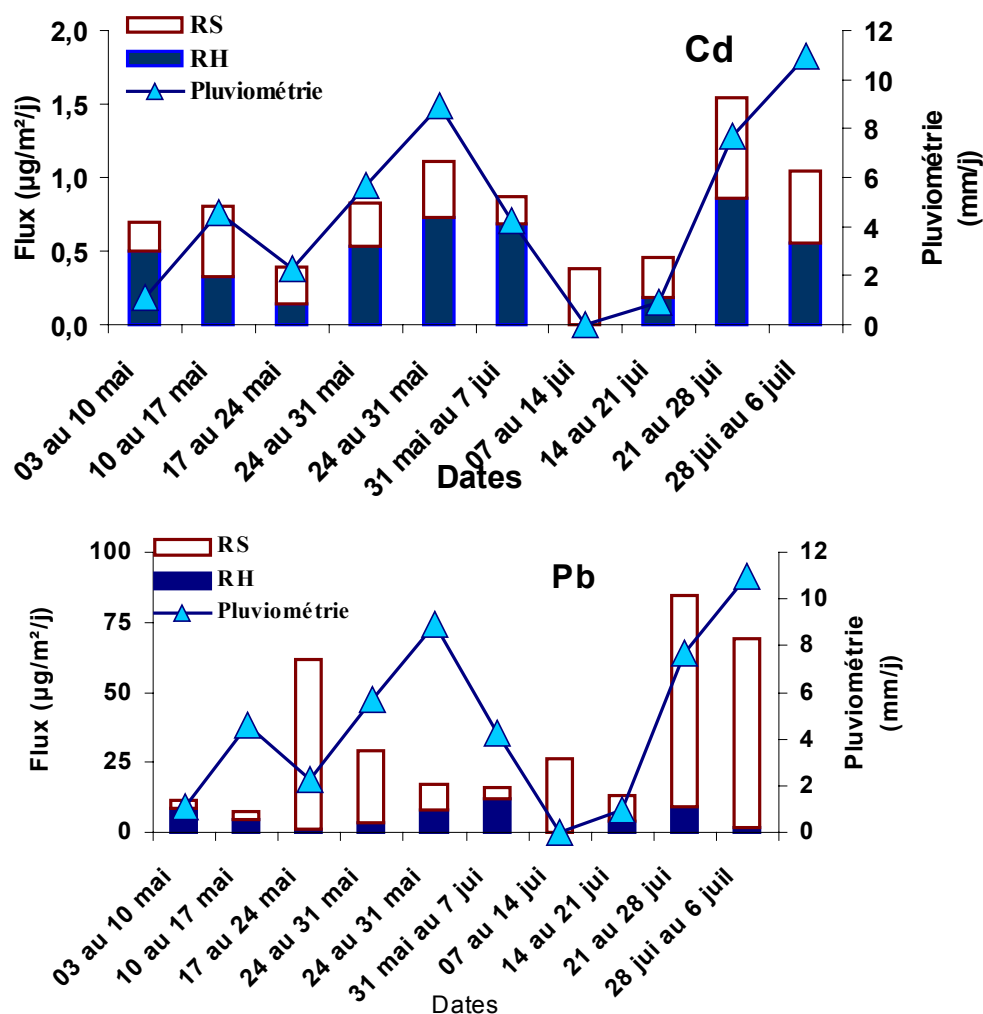 RS
RH
Pluviométrie
Cd
Flux (µg/m²/j)
2,0
1,5
1,0
0,5
0,0
12
10
8
6
4
2
0
Pluviométrie
(mm/j)
03 au 10 mai
10 au 17 mai
17 au 24 mai
24 au 31 mai
24 au 31 mai
31 mai au 7 jui
07 au 14 jui
14 au 21 jui
21 au 28 jui
28 jui au 6 juil
Dates
RS
RH
Pluviométrie
Pb
Flux (µg/m²/j)
100
75
50
25
0
12
10
8
6
4
2
0
Pluviométrie
(mm/j)
03 au 10 mai
10 au 17 mai
17 au 24 mai
24 au 31 mai
24 au 31 mai
31 mai au 7 jui
07 au 14 jui
14 au 21 jui
21 au 28 jui
28 jui au 6 juil
Dates